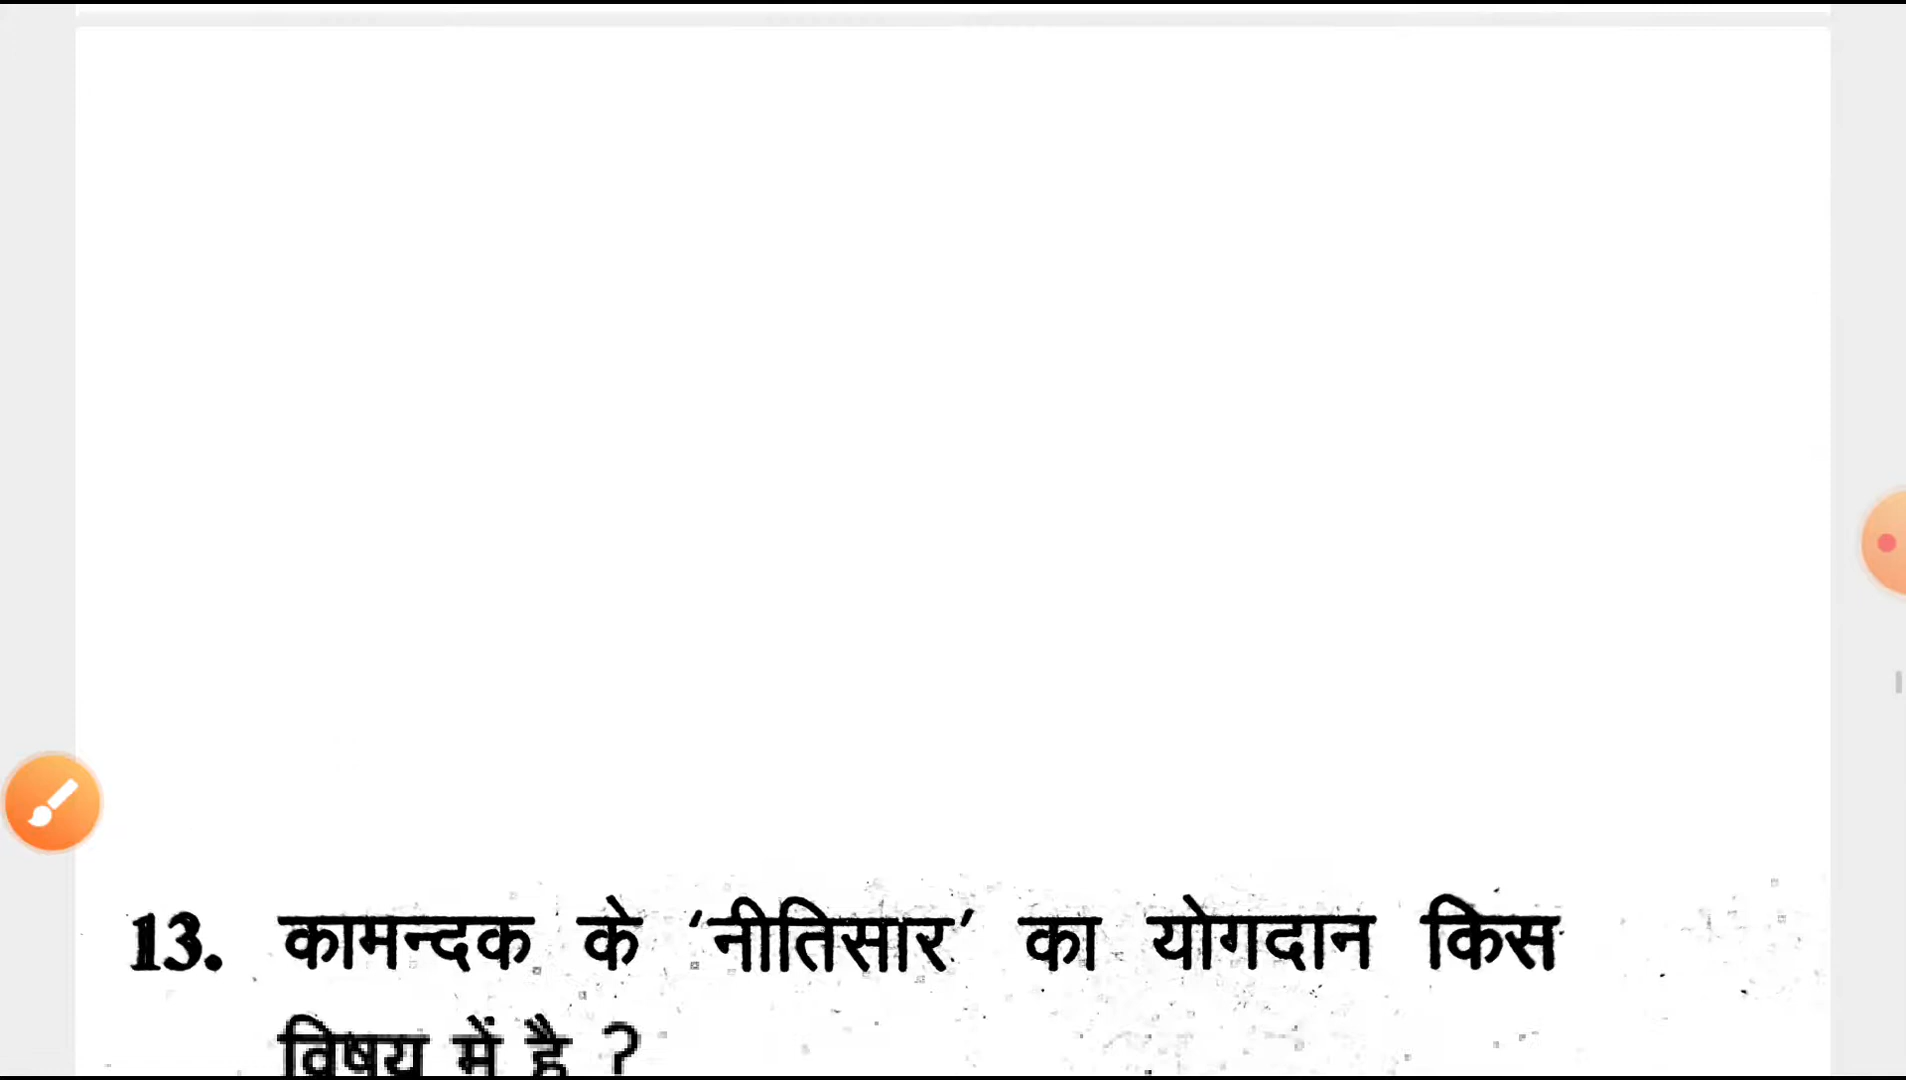 13. कामन्दक के ‘नीतिसार’ का योगदान किस
विषय में है ?